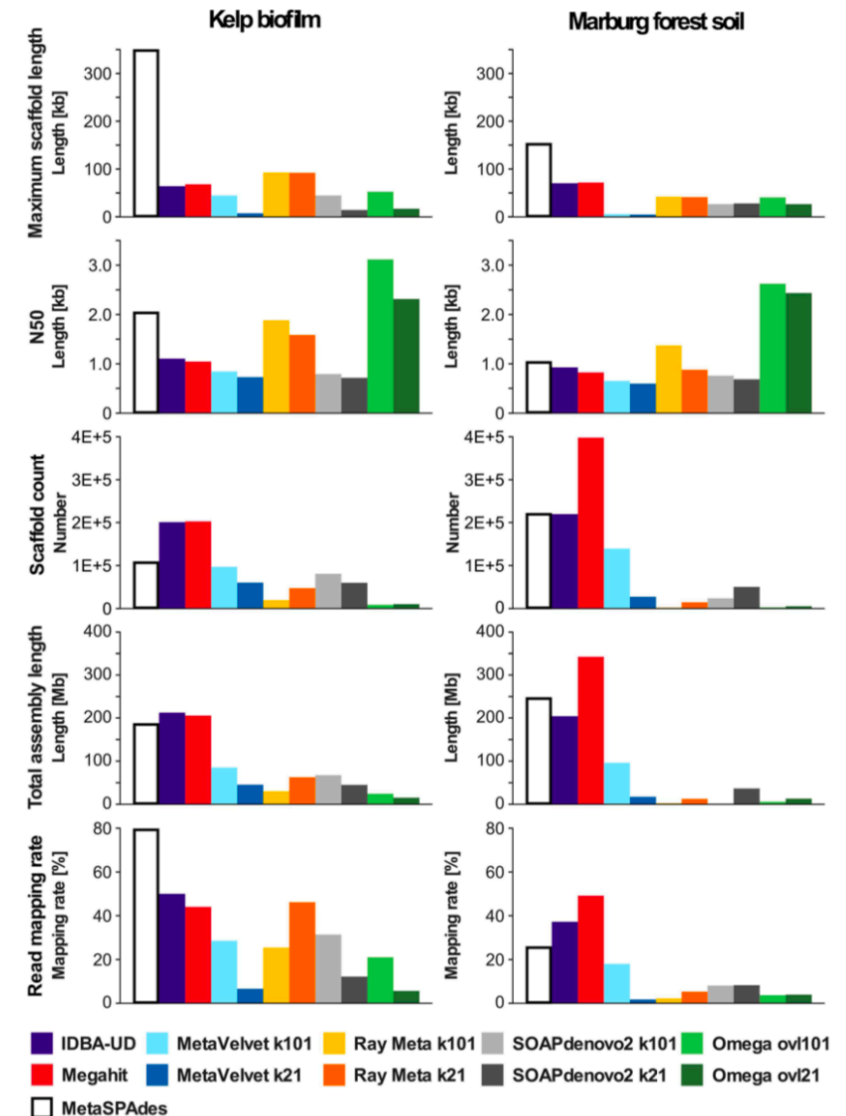 Kelp biofilm
Marburg forest soil
Maximum scaffold length
Length [kb]
300
200
100
0
Length [kb]
300
200
100
0
N50
Length [kb]
3.0
2.0
1.0
0
Length [kb]
3.0
2.0
1.0
0
Scaffold count
Number
4E+5
3E+5
2E+5
1E+5
0
Number
4E+5
3E+5
2E+5
1E+5
0
Total assembly length
Length [Mb]
400
300
200
100
0
Length [Mb]
400
300
200
100
0
Read mapping rate
Mapping rate [%]
80
60
40
20
0
Mapping rate [%]
80
60
40
20
0
IDBA-UD MetaVelvet k101 Ray Meta k101 SOAPdenovo2 k101 Omega ovl101
Megahit MetaVelvet k21 Ray Meta k21 SOAPdenovo2 k21 Omega ovl21
MetaSPAdes